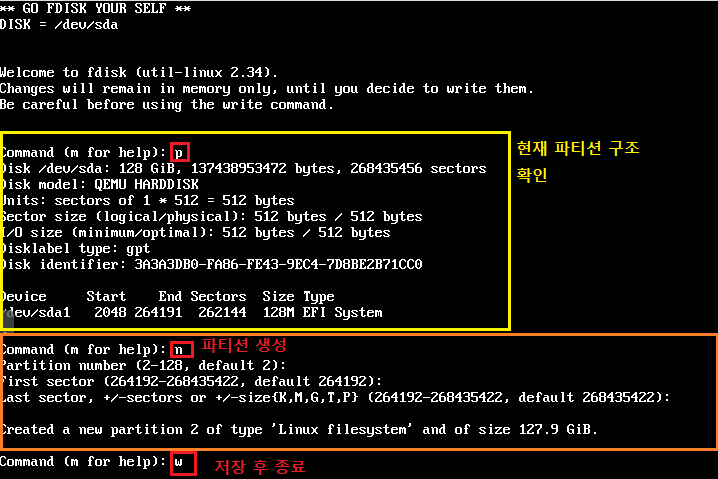 ** GO FDISK YOUR SELF **
DISK = /dev/sda
Welcome to fdisk (util-linux 2.34).
Changes will remain in memory only, until you decide to write them.
Be careful before using the write command.
Command (m for help): p
현재 파티션 구조
확인
Disk /dev/sda: 128 GiB, 137438953472 bytes, 268435456 sectors
Disk model: QEMU HARDDISK
Units: sectors of 1 * 512 = 512 bytes
Sector size (logical/physical): 512 bytes / 512 bytes
I/O size (minimum/optimal): 512 bytes / 512 bytes
Disklabel type: gpt
Disk identifier: 3A3A3DB0-FA86-FE43-9EC4-7D8BE2B71CC0
Device Start End Sectors Size Type
/dev/sda1 2048 264191 262144 128M EFI System
Command (m for help): n 파티션 생성
Partition number (2-128, default 2):
First sector (264192-268435422, default 264192):
Last sector, +/-sectors or +/-size{K,M,G,T,P} (264192-268435422, default 268435422):
Created a new partition 2 of type 'Linux filesystem' and of size 127.9 GiB.
Command (m for help): w 저장 후 종료